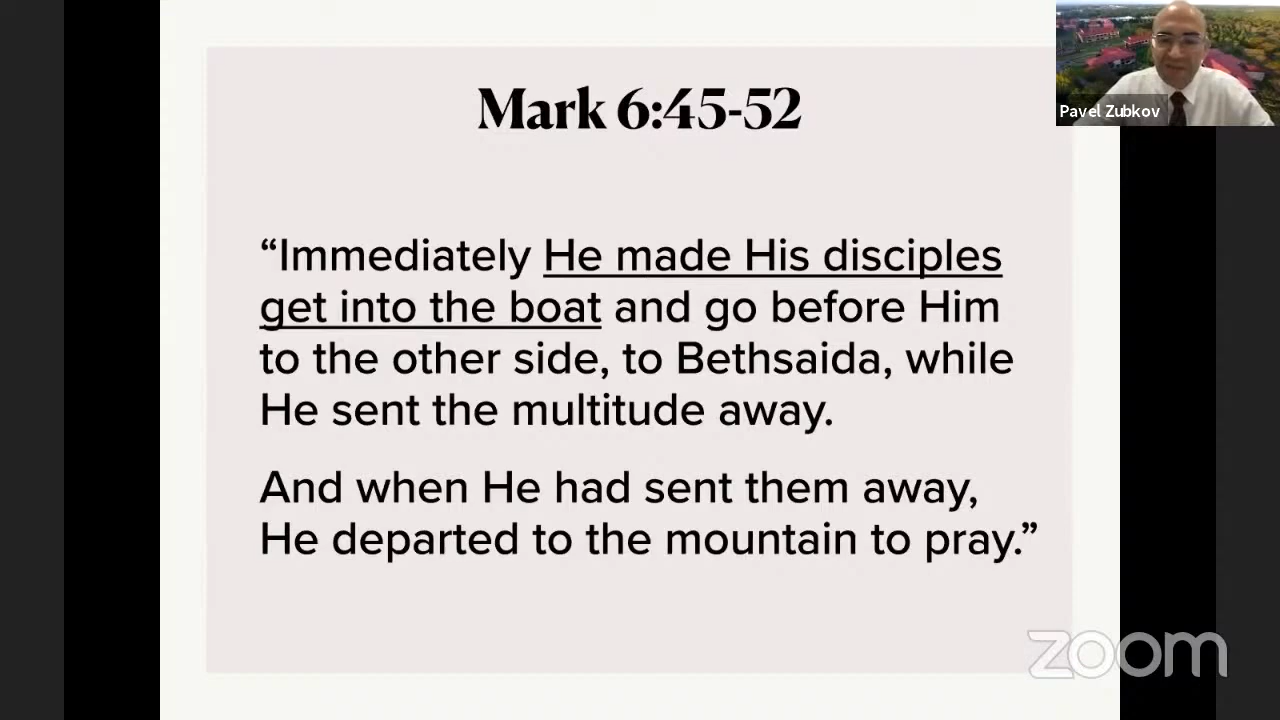 Mark 6:45-52
Pavel Zubkov
“Immediately He made His disciples
get into the boat and go before Him
to the other side, to Bethsaida, while
He sent the multitude away.
And when He had sent them away,
He departed to the mountain to pray.”
zoom